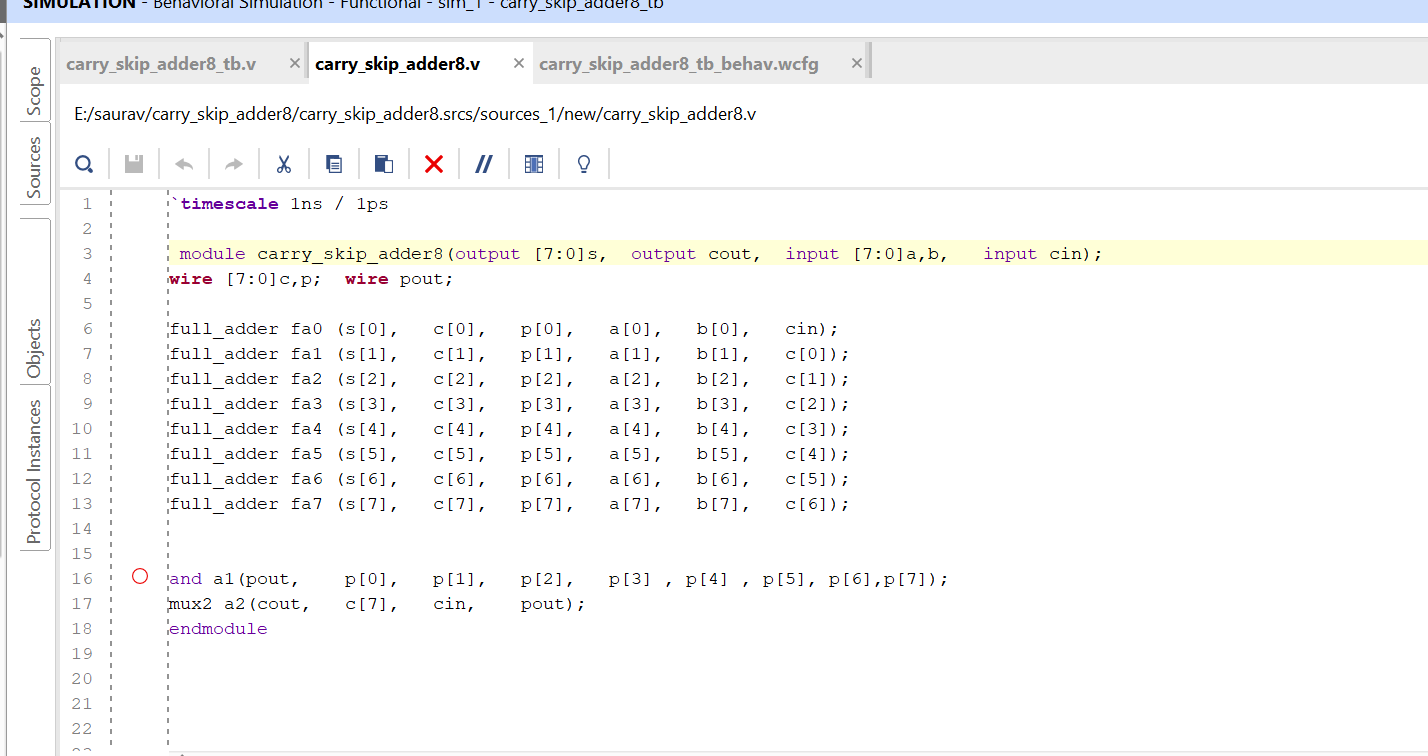 SIMULATION - Behavioral Simulation - Functional - sim_1 - carry_skip_adder8_tb
Scope
Sources
Objects
Protocol Instances
carry_skip_adder8_tb.v × carry_skip_adder8.v × carry_skip_adder8_tb_behav.wcfg ×
E:/saurav/carry_skip_adder8/carry_skip_adder8.srcs/sources_1/new/carry_skip_adder8.v
1 `timescale 1ns / 1ps
2
3 module carry_skip_adder8(output [7:0]s, output cout, input [7:0]a,b, input cin);
4 wire [7:0]c,p; wire pout;
5
6 full_adder fa0 (s[0], c[0], p[0], a[0], b[0], cin);
7 full_adder fa1 (s[1], c[1], p[1], a[1], b[1], c[0]);
8 full_adder fa2 (s[2], c[2], p[2], a[2], b[2], c[1]);
9 full_adder fa3 (s[3], c[3], p[3], a[3], b[3], c[2]);
10 full_adder fa4 (s[4], c[4], p[4], a[4], b[4], c[3]);
11 full_adder fa5 (s[5], c[5], p[5], a[5], b[5], c[4]);
12 full_adder fa6 (s[6], c[6], p[6], a[6], b[6], c[5]);
13 full_adder fa7 (s[7], c[7], p[7], a[7], b[7], c[6]);
14
15
16 and a1(pout, p[0], p[1], p[2], p[3] , p[4] , p[5], p[6],p[7]);
17 mux2 a2(cout, c[7], cin, pout);
18 endmodule
19
20
21
22